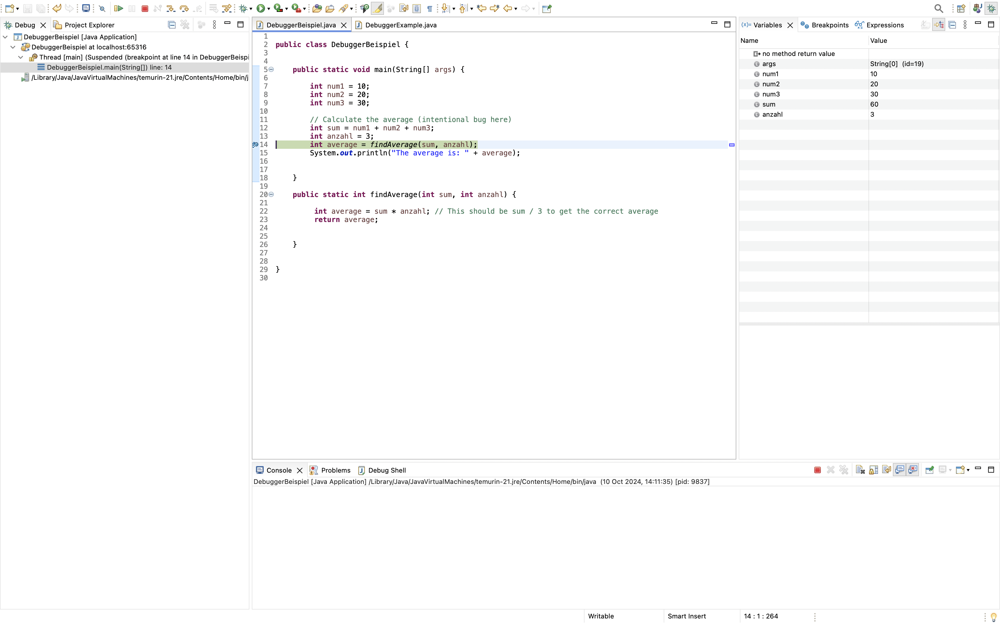 Debug
Project Explorer
DebuggerBeispiel [Java Application]
DebuggerBeispiel at localhost:65316
Thread [main] (Suspended (breakpoint at line 14 in DebuggerBeispi
DebuggerBeispiel.main(String[]) line: 14
/Library/Java/JavaVirtualMachines/temurin-21.jre/Contents/Home/bin/j
DebuggerBeispiel.java
DebuggerExample.java
1
2 public class DebuggerBeispiel {
3
4
5 public static void main(String[] args) {
6
7 int num1 = 10;
8 int num2 = 20;
9 int num3 = 30;
10
11 // Calculate the average (intentional bug here)
12 int sum = num1 + num2 + num3;
13 int anzahl = 3;
14 int average = findAverage(sum, anzahl);
15 System.out.println("The average is: " + average);
16
17
18 }
19
20 public static int findAverage(int sum, int anzahl) {
21
22 int average = sum * anzahl; // This should be sum / 3 to get the correct average
23 return average;
24
25
26 }
27
28
29 }
30
(x)= Variables
Breakpoints
Expressions
Name Value
no method return value
args String[0] (id=19)
num1 10
num2 20
num3 30
sum 60
anzahl 3
Console
Problems
Debug Shell
DebuggerBeispiel [Java Application] /Library/Java/JavaVirtualMachines/temurin-21.jre/Contents/Home/bin/java (10 Oct 2024, 14:11:35) [pid: 9837]
Writable
Smart Insert
14 : 1 : 264